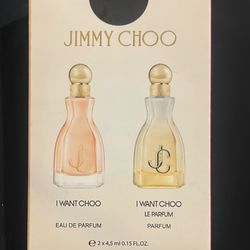 JIMMY CHOO
JC
I WANT CHOO
I WANT CHOO
LE PARFUM
EAU DE PARFUM
PARFUM
℮ 2 x 4,5 ml 0.15 FL.OZ.